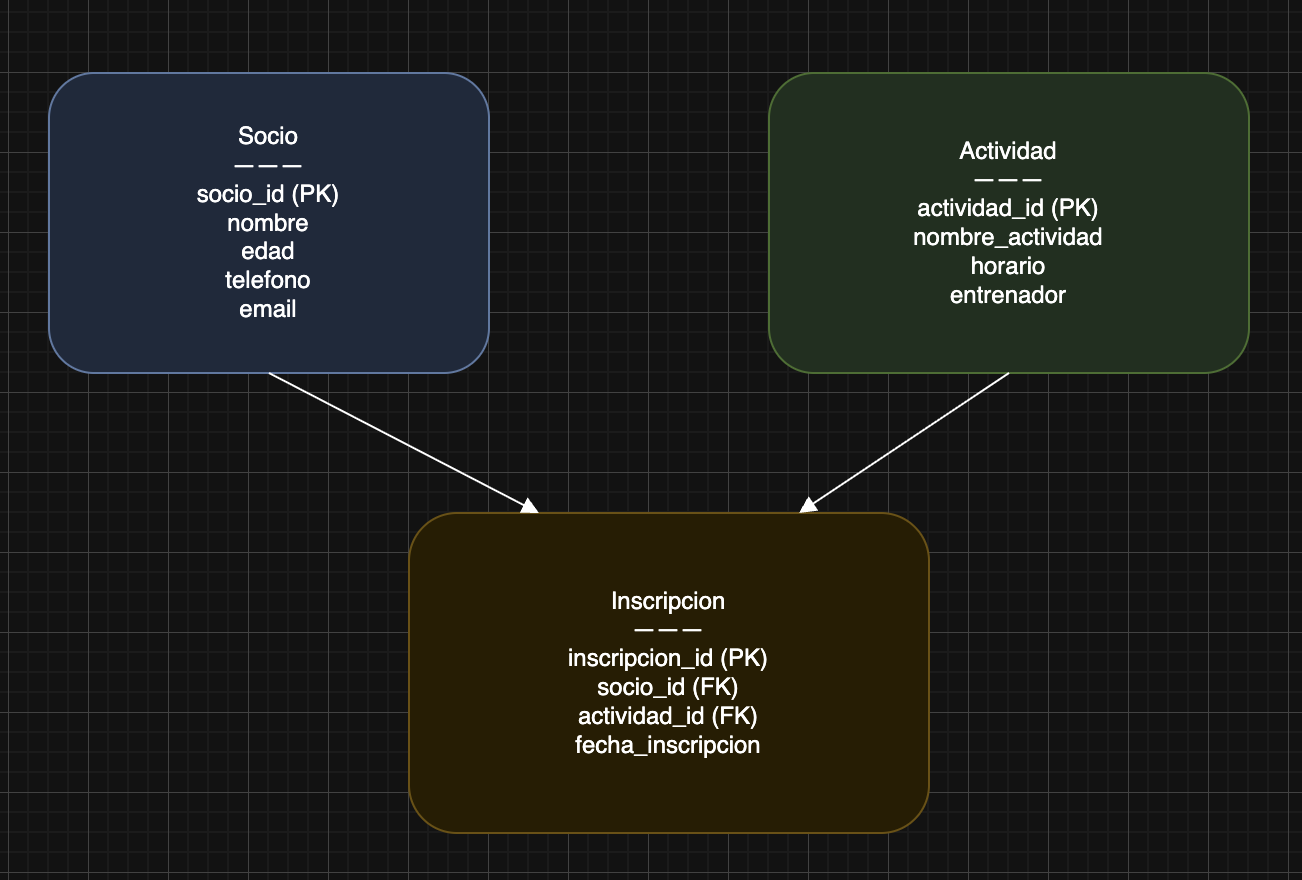 Socio
— — —
socio_id (PK)
nombre
edad
telefono
email
Actividad
— — —
actividad_id (PK)
nombre_actividad
horario
entrenador
Inscripcion
— — —
inscripcion_id (PK)
socio_id (FK)
actividad_id (FK)
fecha_inscripcion